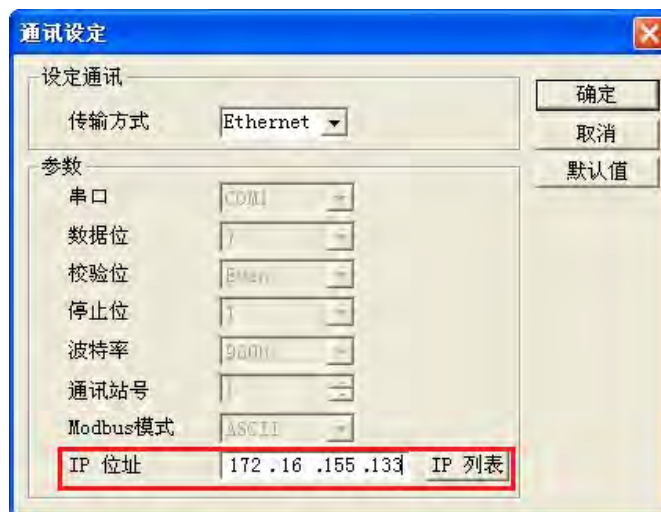 通讯设定
设定通讯
传输方式 Ethernet
确定
取消
默认值
参数
串口 COM1
数据位 7
校验位 Even
停止位 1
波特率 9600
通讯站号 1
Modbus模式 ASCII
IP 位址 172 .16 .155 .133 IP 列表